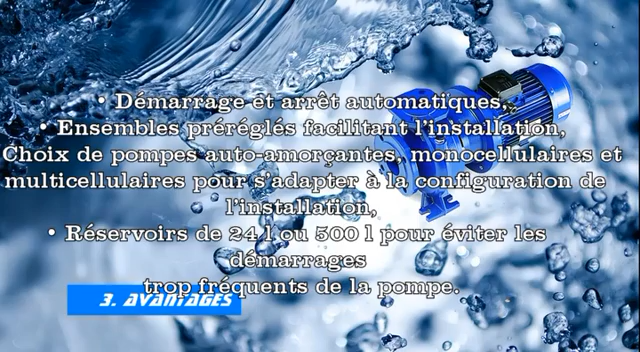 • Démarrage et arrêt automatiques,
• Ensembles préréglés facilitant l'installation,
Choix de pompes auto-amorçantes, monocellulaires et
multicellulaires pour s'adapter à la configuration de
l'installation,
• Réservoirs de 24 l ou 500 l pour éviter les
démarrages
trop fréquents de la pompe.
3. AVANTAGES